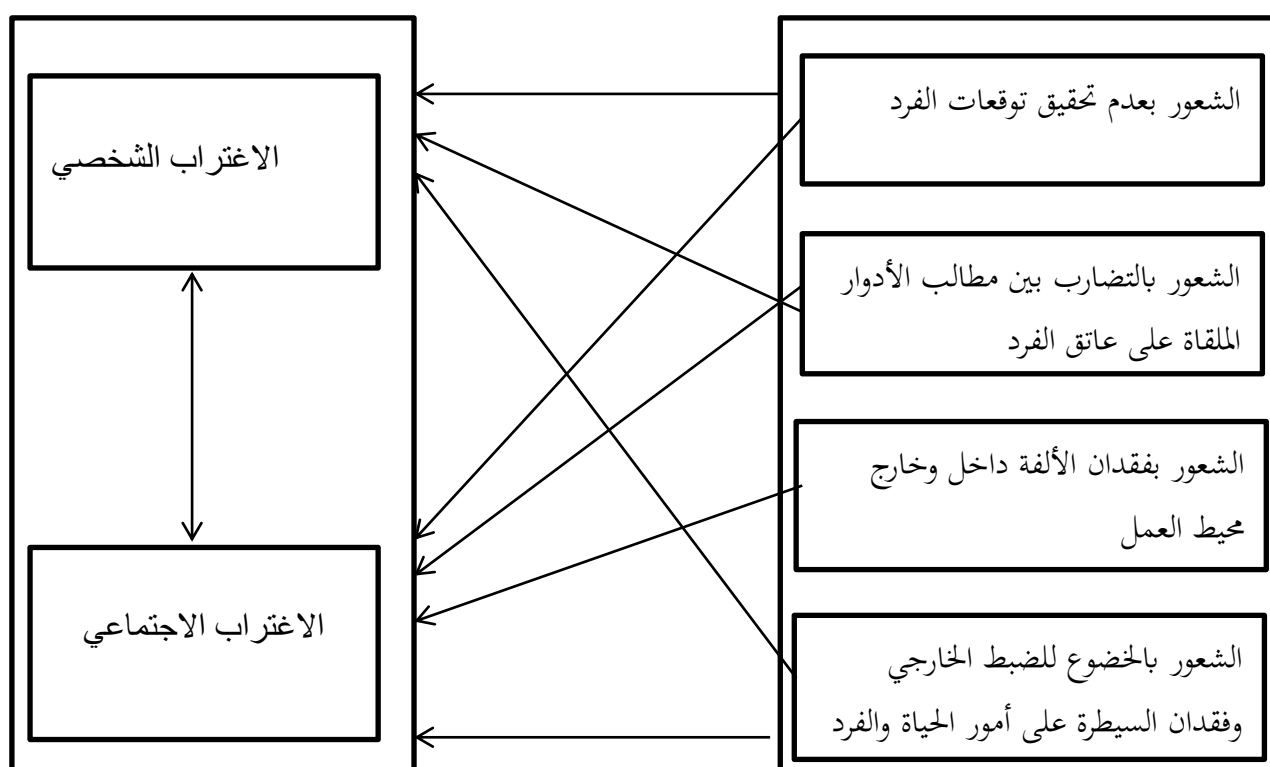 الشعور بعدم تحقيق توقعات الفرد
الشعور بالتضارب بين مطالب الأدوار
الملقاة على عاتق الفرد
الشعور بفقدان الألفة داخل وخارج
محيط العمل
الشعور بالخضوع للضبط الخارجي
وفقدان السيطرة على أمور الحياة والفرد
الاغتراب الشخصي
الاغتراب الاجتماعي